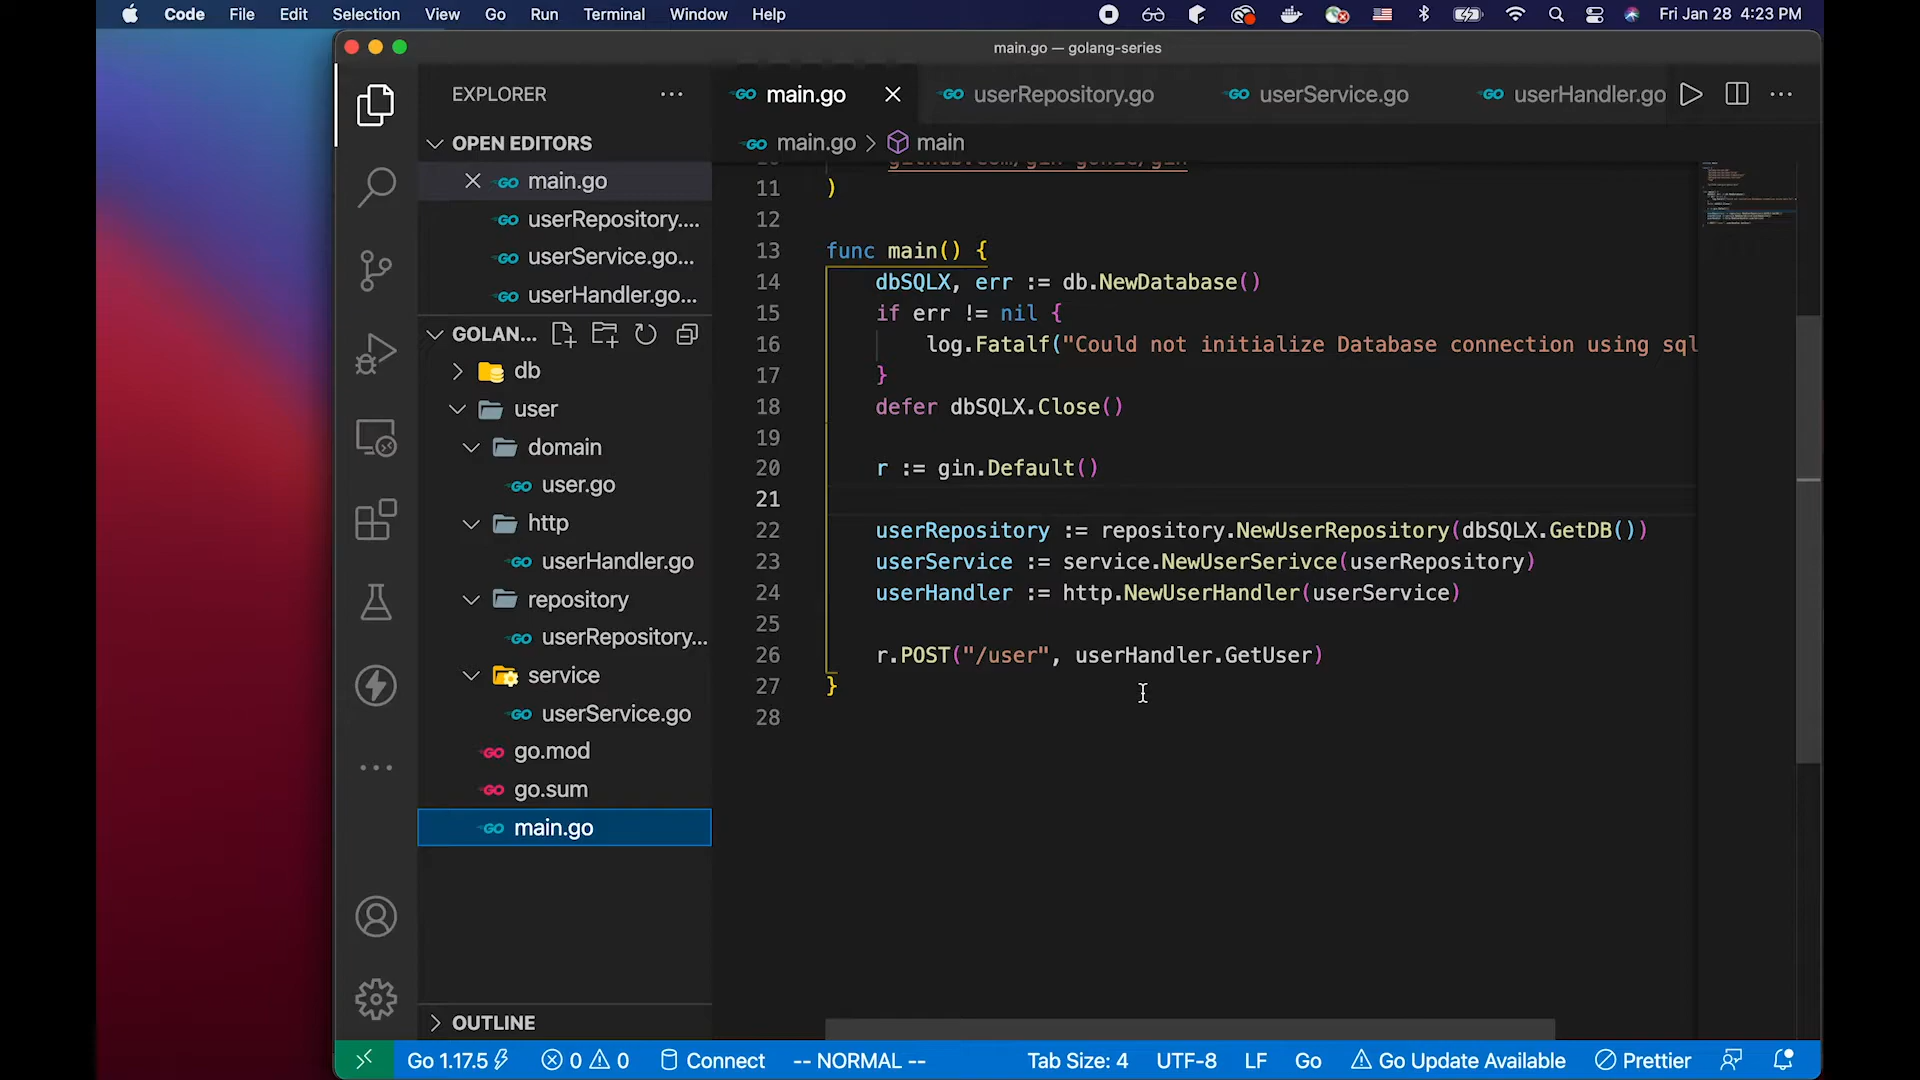 Code File Edit Selection View Go Run Terminal Window Help Fri Jan 28 4:23 PM
main.go — golang-series
EXPLORER
main.go
userRepository.go
userService.go
userHandler.go
OPEN EDITORS
main.go > main
main.go
userRepository....
userService.go...
userHandler.go...
GOLAN...
db
user
domain
user.go
http
userHandler.go
repository
userRepository...
service
userService.go
go.mod
go.sum
main.go
OUTLINE
11 )
12
13 func main() {
14 dbSQLX, err := db.NewDatabase()
15 if err != nil {
16 log.Fatalf("Could not initialize Database connection using sql
17 }
18 defer dbSQLX.Close()
19
20 r := gin.Default()
21
22 userRepository := repository.NewUserRepository(dbSQLX.GetDB())
23 userService := service.NewUserSerivce(userRepository)
24 userHandler := http.NewUserHandler(userService)
25
26 r.POST("/user", userHandler.GetUser)
27 }
28
Go 1.17.5 0 0 Connect -- NORMAL -- Tab Size: 4 UTF-8 LF Go Go Update Available Prettier